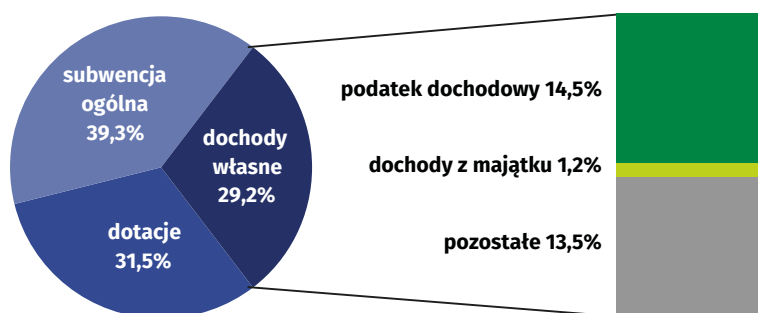 subwencja
ogólna
39,3%
dochody
własne
29,2%
dotacje
31,5%
podatek dochodowy 14,5%
dochody z majątku 1,2%
pozostałe 13,5%